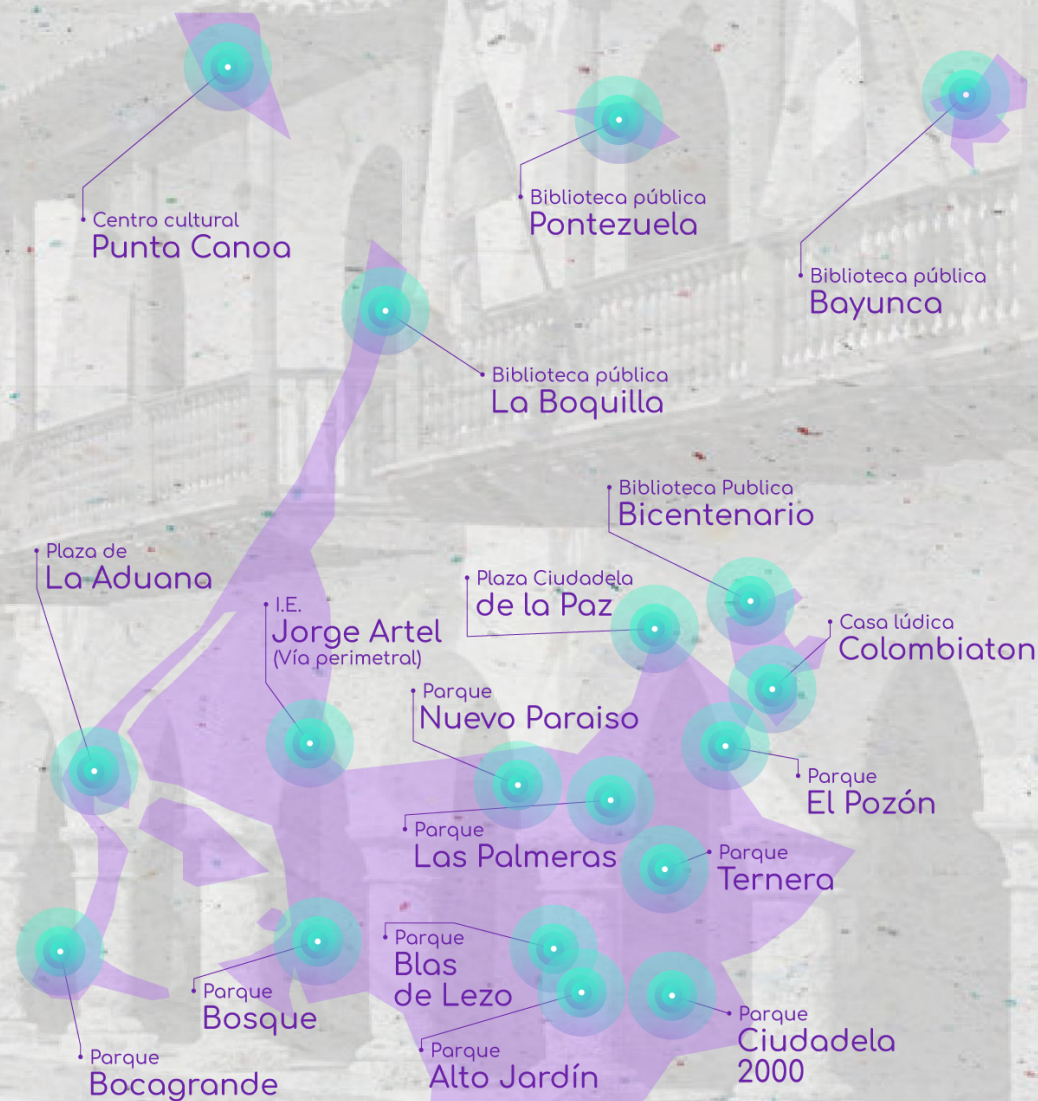 Centro cultural
Punta Canoa
Biblioteca pública
Pontezuela
Biblioteca pública
Bayunca
Biblioteca pública
La Boquilla
Biblioteca Publica
Bicentenario
Plaza de
La Aduana
Plaza Ciudadela
de la Paz
I.E.
Jorge Artel
(Vía perimetral)
Casa lúdica
Colombiaton
Parque
Nuevo Paraiso
Parque
El Pozón
Parque
Las Palmeras
Parque
Ternera
Parque
Blas
de Lezo
Parque
Bosque
Parque
Ciudadela
2000
Parque
Alto Jardín
Parque
Bocagrande